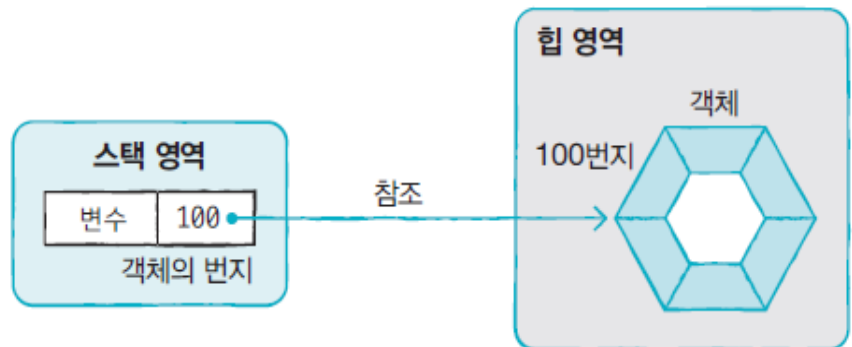 스택 영역
변수 100
객체의 번지
참조
힙 영역
객체
100번지